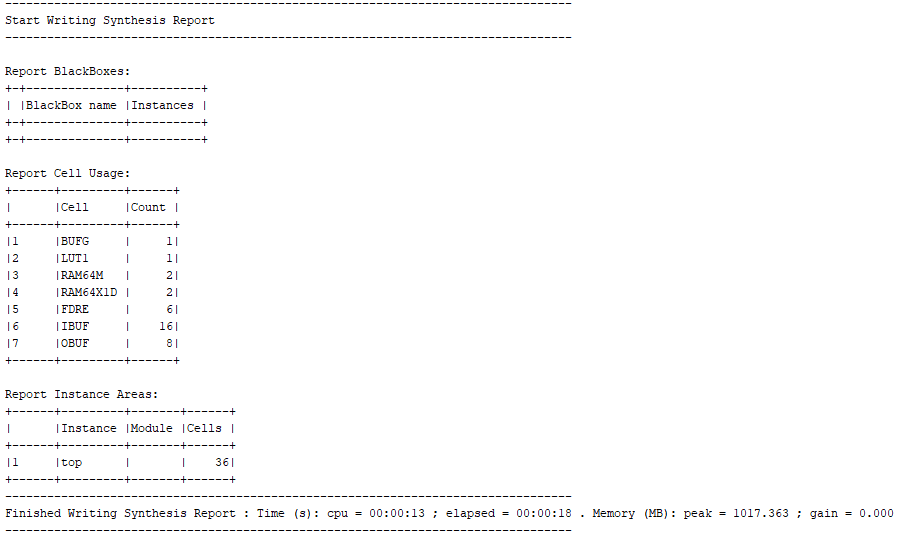 ---------------------------------------------------------------------------------
Start Writing Synthesis Report
---------------------------------------------------------------------------------

Report BlackBoxes: 
+-+--------------+----------+
| |BlackBox name |Instances |
+-+--------------+----------+
+-+--------------+----------+

Report Cell Usage: 
+------+---------+------+
|      |Cell     |Count |
+------+---------+------+
|1     |BUFG     |     1|
|2     |LUT1     |     1|
|3     |RAM64M   |     2|
|4     |RAM64X1D |     2|
|5     |FDRE     |     6|
|6     |IBUF     |    16|
|7     |OBUF     |     8|
+------+---------+------+

Report Instance Areas: 
+------+---------+-------+------+
|      |Instance |Module |Cells |
+------+---------+-------+------+
|1     |top      |       |    36|
+------+---------+-------+------+
---------------------------------------------------------------------------------
Finished Writing Synthesis Report : Time (s): cpu = 00:00:13 ; elapsed = 00:00:18 . Memory (MB): peak = 1017.363 ; gain = 0.000
---------------------------------------------------------------------------------